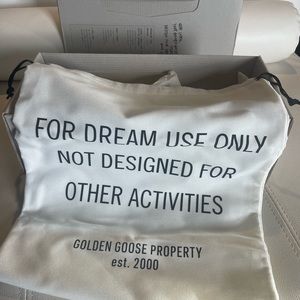 FOR DREAM USE ONLY
NOT DESIGNED FOR
OTHER ACTIVITIES
GOLDEN GOOSE PROPERTY
est. 2000